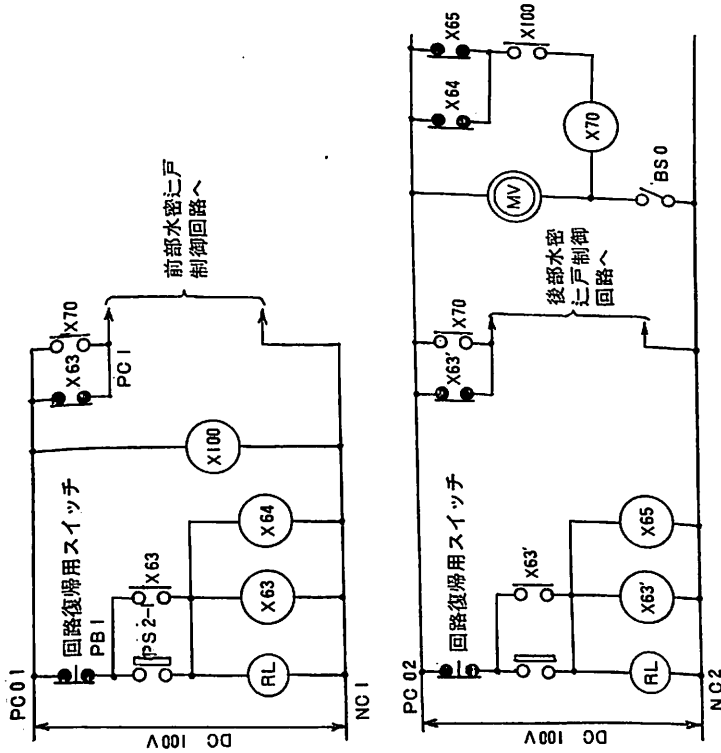 PC01
回路復帰用スイッチ
PB1
PS2-1
X63
RL
X63
X64
X100
X63
X70
PC1
前部水密辷戸
制御回路へ
DC 100V
NC1
PC02
回路復帰用スイッチ
X63'
RL
X63'
X65
X63'
X70
後部水密
辷戸制御
回路へ
MV
X64
X65
X100
X70
BS0
DC 100V
NC2